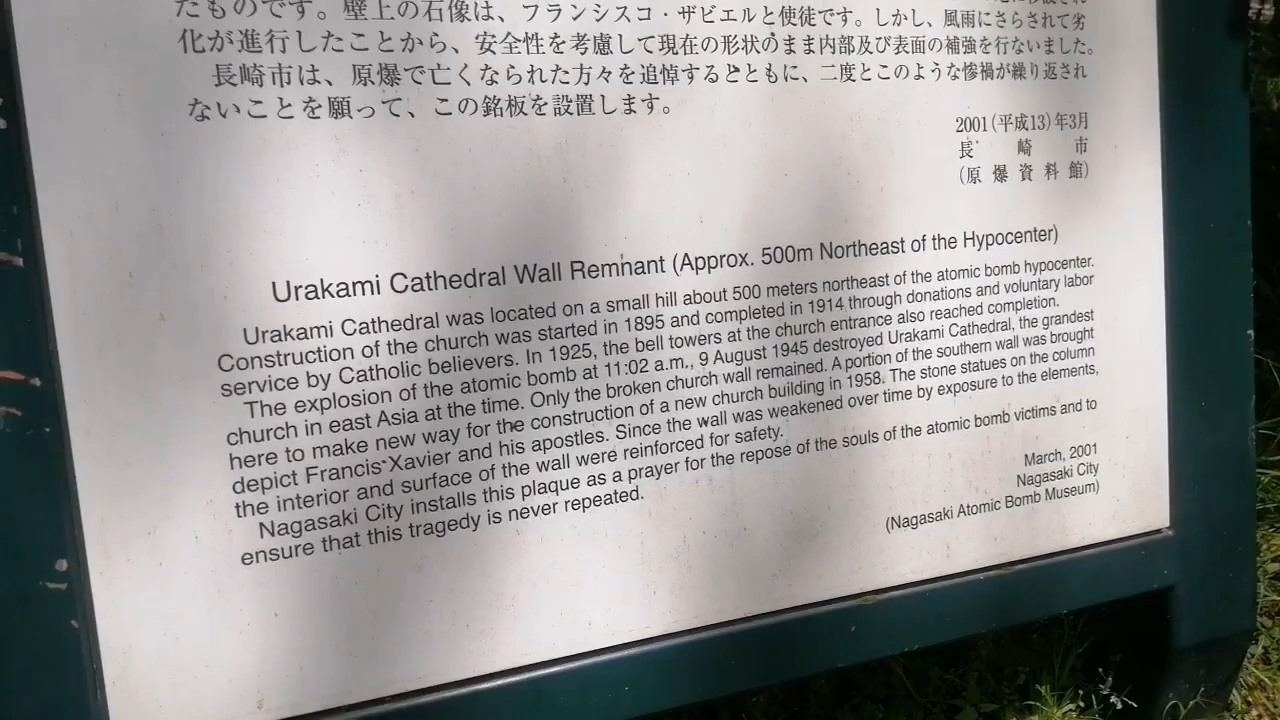 たものです。壁上の石像は、フランシスコ・ザビエルと使徒です。しかし、風雨にさらされて劣
化が進行したことから、安全性を考慮して現在の形状のまま内部及び表面の補強を行ないました。
長崎市は、原爆で亡くなられた方々を追悼するとともに、二度とこのような惨禍が繰り返され
ないことを願って、この銘板を設置します。
2001(平成13)年3月
長崎市
(原爆資料館)
Urakami Cathedral Wall Remnant (Approx. 500m Northeast of the Hypocenter)
Urakami Cathedral was located on a small hill about 500 meters northeast of the atomic bomb hypocenter.
Construction of the church was started in 1895 and completed in 1914 through donations and voluntary labor
service by Catholic believers. In 1925, the bell towers at the church entrance also reached completion.
The explosion of the atomic bomb at 11:02 a.m., 9 August 1945 destroyed Urakami Cathedral, the grandest
church in east Asia at the time. Only the broken church wall remained. A portion of the southern wall was brought
here to make new way for the construction of a new church building in 1958. The stone statues on the column
depict Francis Xavier and his apostles. Since the wall was weakened over time by exposure to the elements,
the interior and surface of the wall were reinforced for safety.
Nagasaki City installs this plaque as a prayer for the repose of the souls of the atomic bomb victims and to
ensure that this tragedy is never repeated.
March, 2001
Nagasaki City
(Nagasaki Atomic Bomb Museum)